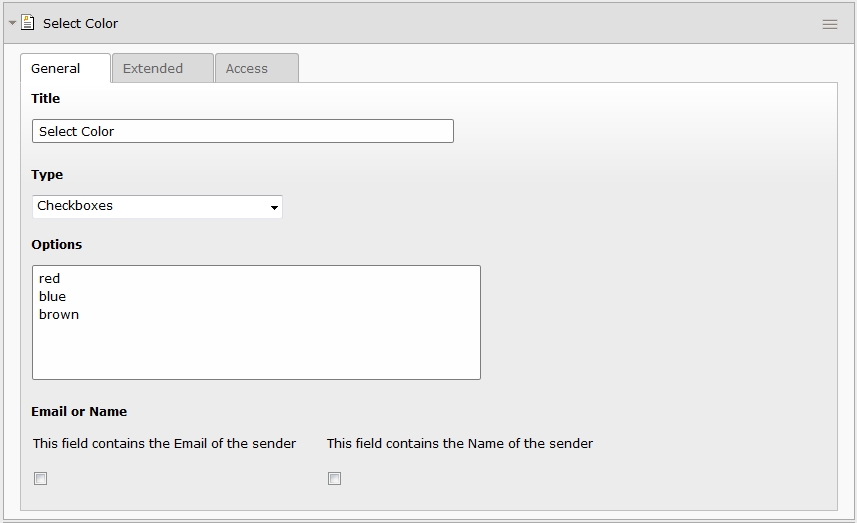 Select Color
General Extended Access
Title
Select Color
Type
Checkboxes
Options
red
blue
brown
Email or Name
This field contains the Email of the sender This field contains the Name of the sender